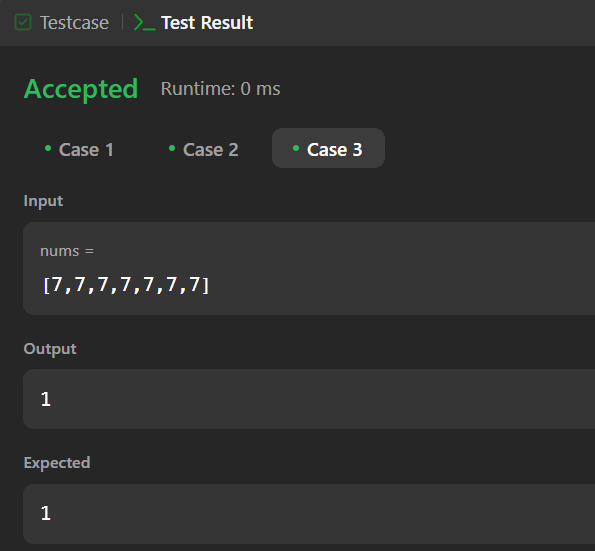 Testcase | Test Result
Accepted Runtime: 0 ms
Case 1 Case 2 Case 3
Input
nums =
[7,7,7,7,7,7,7]
Output
1
Expected
1